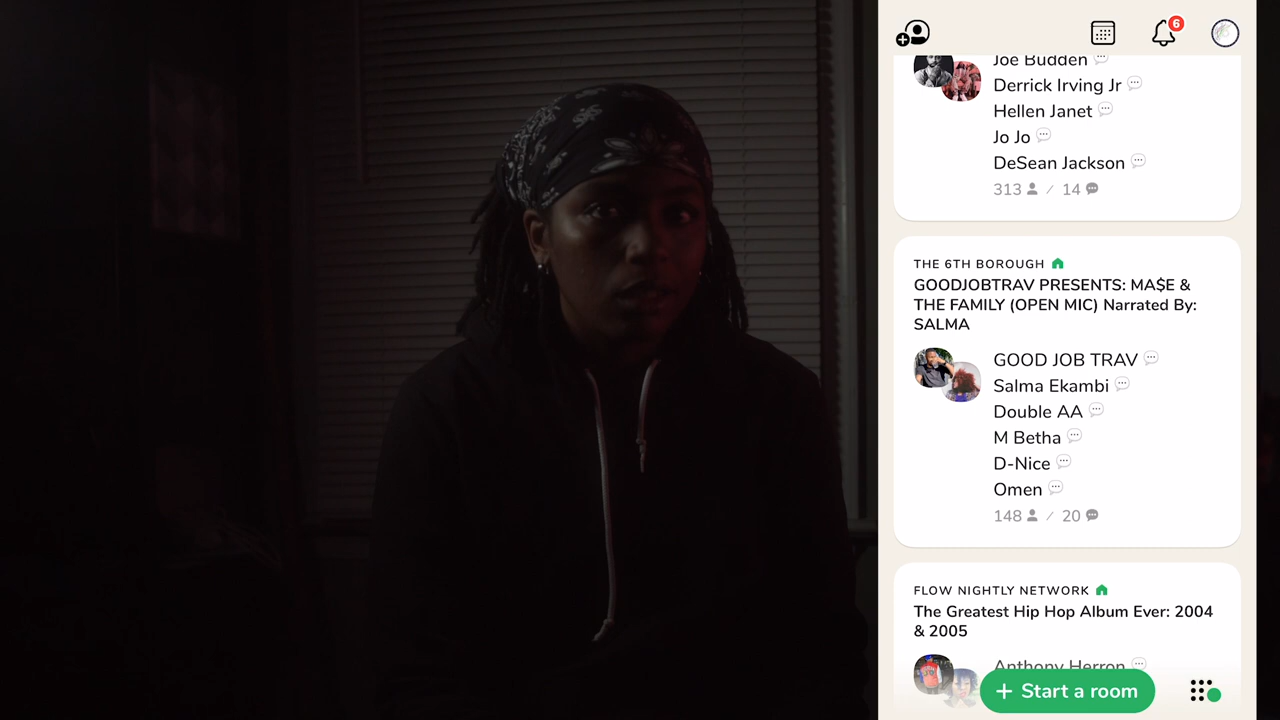 6
Joe Budden
Derrick Irving Jr
Hellen Janet
Jo Jo
DeSean Jackson
313 / 14
THE 6TH BOROUGH
GOODJOBTRAV PRESENTS: MA$E &
THE FAMILY (OPEN MIC) Narrated By:
SALMA
GOOD JOB TRAV
Salma Ekambi
Double AA
M Betha
D-Nice
Omen
148 / 20
FLOW NIGHTLY NETWORK
The Greatest Hip Hop Album Ever: 2004
& 2005
Anthony Herron
+ Start a room